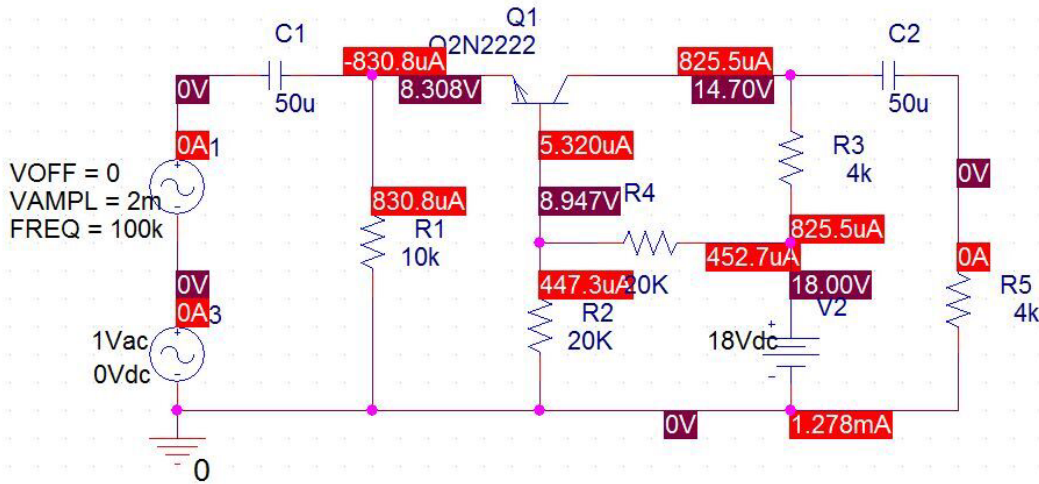 Q1
C1
Q2N2222
C2
-830.8uA
825.5uA
0V
8.308V
14.70V
50u
50u
0A
1
5.320uA
R3
4k
VOFF = 0
VAMPL = 2m
FREQ = 100k
830.8uA
8.947V
R4
0V
R1
10k
825.5uA
452.7uA
0V
0A
3
447.3uA
20K
18.00V
0A
R2
20K
V2
R5
4k
1Vac
0Vdc
18Vdc
0V
1.278mA
0